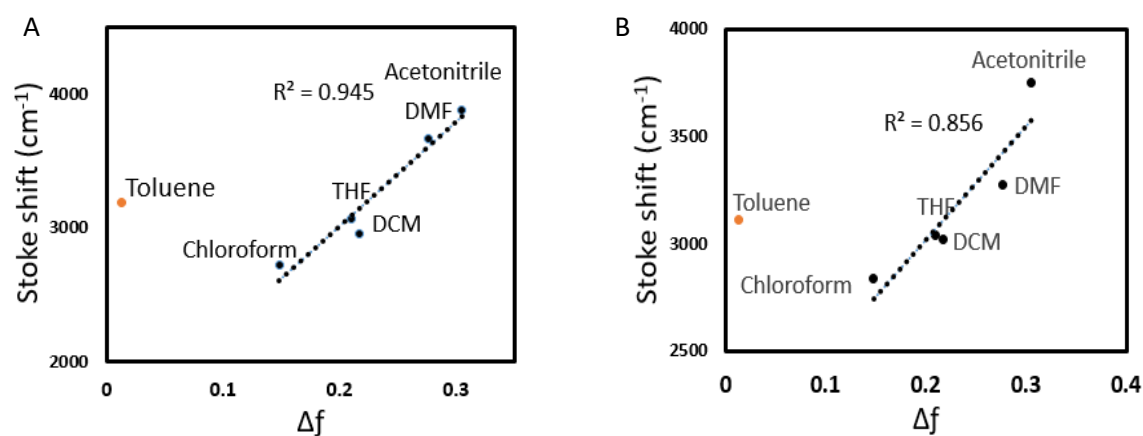 A
Stoke shift (cm⁻¹)
4000
3000
2000
R² = 0.945
Acetonitrile
DMF
Toluene
THF
DCM
Chloroform
0
0.1
0.2
0.3
Δƒ
B
Stoke shift (cm⁻¹)
4000
3500
3000
2500
Acetonitrile
R² = 0.856
DMF
Toluene
THF
DCM
Chloroform
0
0.1
0.2
0.3
0.4
Δƒ